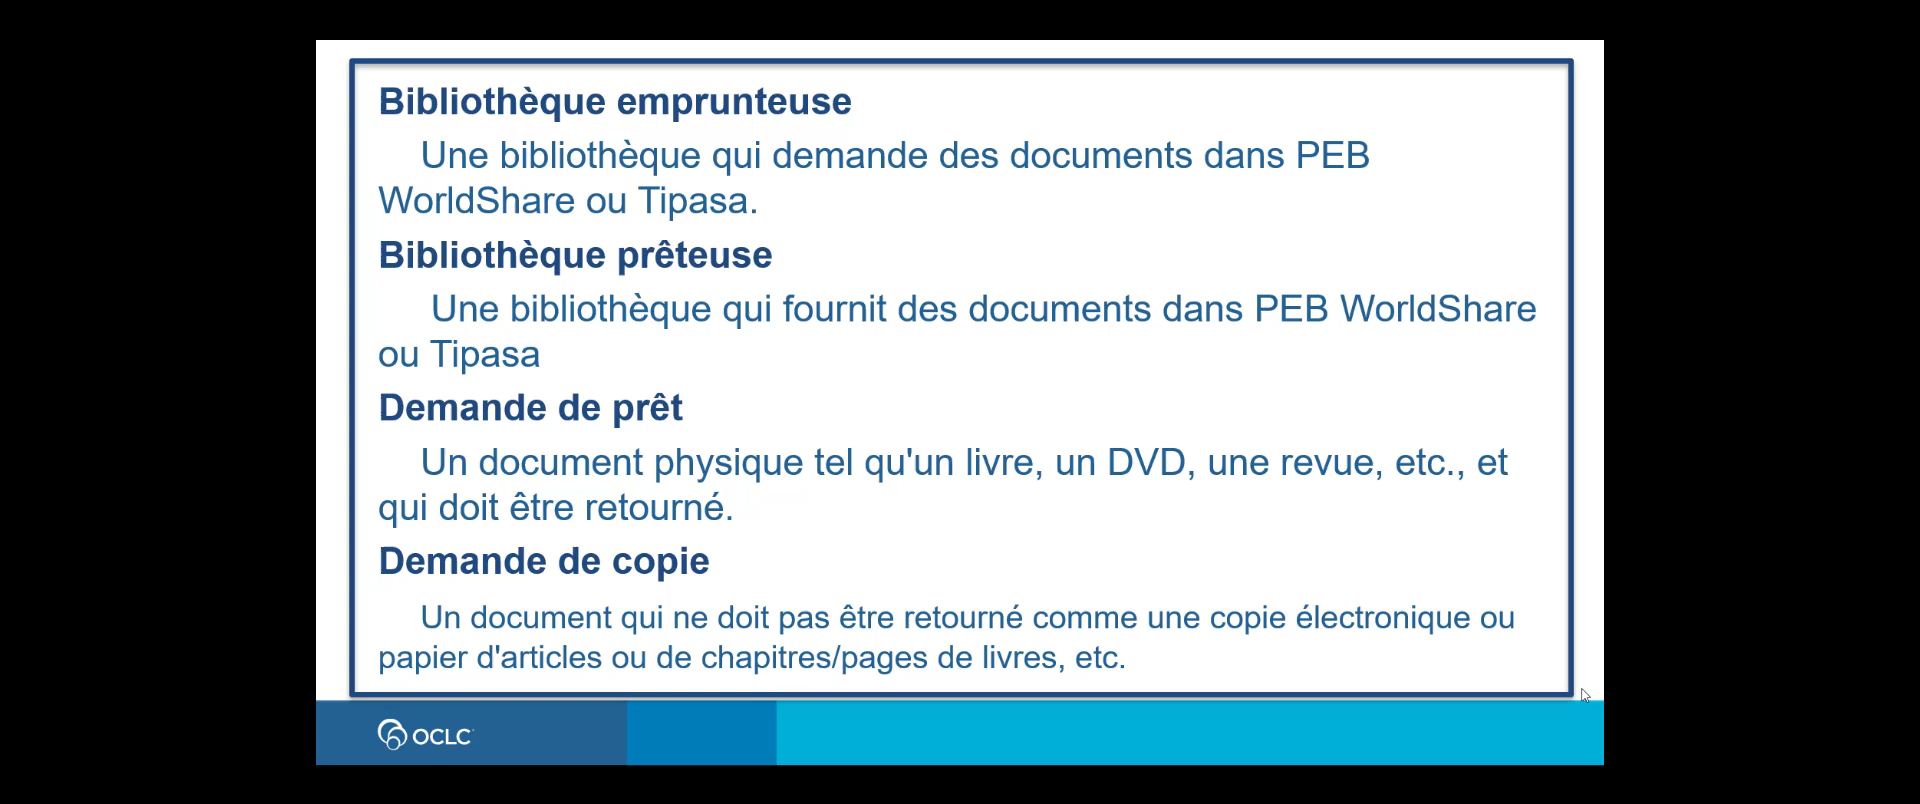 Bibliothèque emprunteuse
Une bibliothèque qui demande des documents dans PEB
WorldShare ou Tipasa.
Bibliothèque prêteuse
Une bibliothèque qui fournit des documents dans PEB WorldShare
ou Tipasa
Demande de prêt
Un document physique tel qu'un livre, un DVD, une revue, etc., et
qui doit être retourné.
Demande de copie
Un document qui ne doit pas être retourné comme une copie électronique ou
papier d'articles ou de chapitres/pages de livres, etc.
OCLC